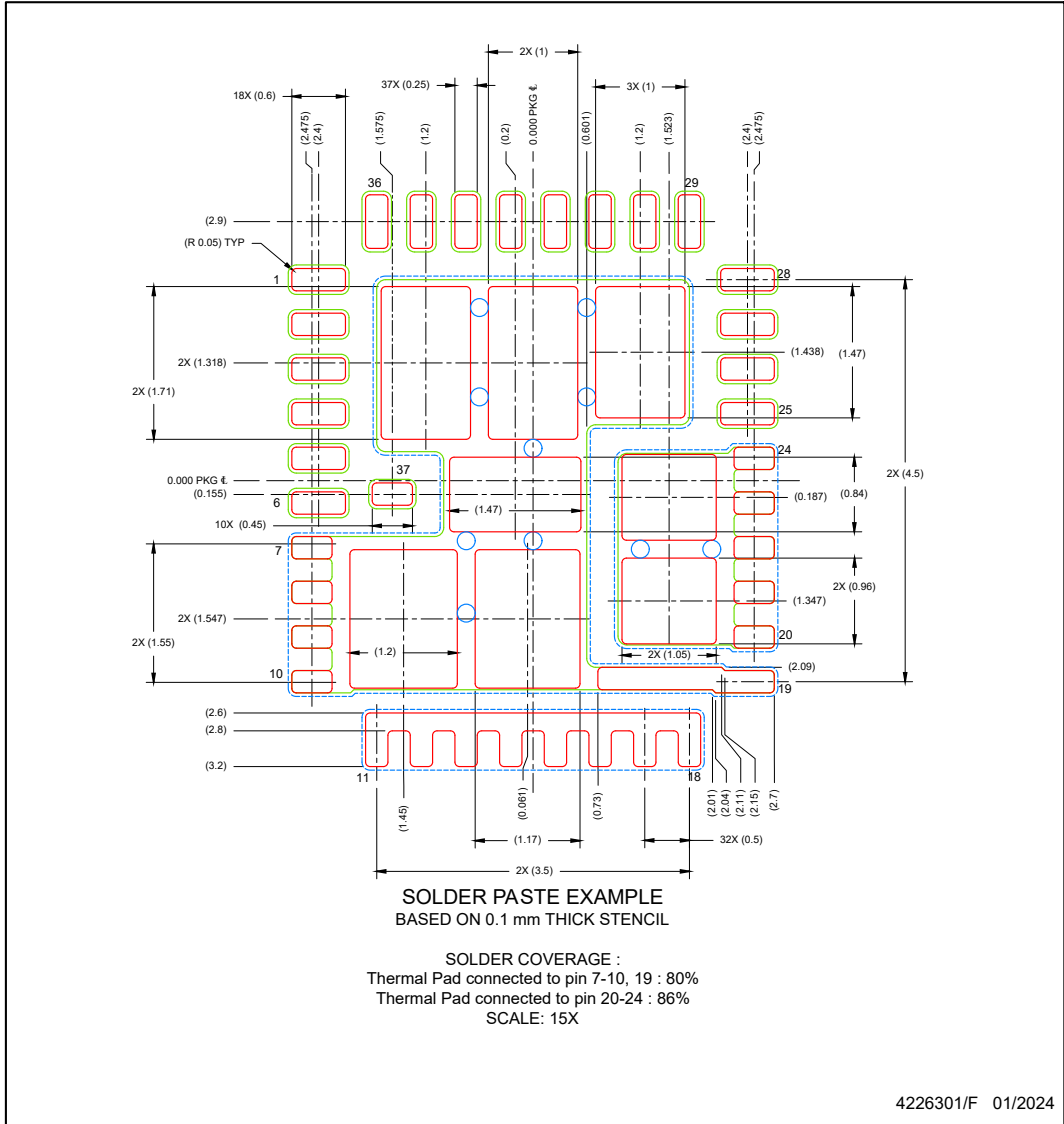 2X (1)
37X (0.25)
3X (1)
18X (0.6)
(2.475)
(2.4)
(1.575)
(1.2)
(0.2)
0.000 PKG ℄
(0.601)
(1.2)
(1.523)
(2.4)
(2.475)
36
29
(2.9)
(R 0.05) TYP
1
28
2X (1.318)
(1.438)
(1.47)
2X (1.71)
25
24
37
0.000 PKG ℄
(0.155)
6
(1.47)
(0.187)
(0.84)
2X (4.5)
10X (0.45)
7
2X (1.547)
(1.347)
2X (0.96)
2X (1.55)
(1.2)
20
2X (1.05)
10
(2.09)
19
(2.6)
(2.8)
(3.2)
11
18
(1.45)
(0.061)
(0.73)
(2.01)
(2.04)
(2.11)
(2.15)
(2.7)
(1.17)
32X (0.5)
2X (3.5)
SOLDER PASTE EXAMPLE
BASED ON 0.1 mm THICK STENCIL
SOLDER COVERAGE :
Thermal Pad connected to pin 7-10, 19 : 80%
Thermal Pad connected to pin 20-24 : 86%
SCALE: 15X
4226301/F 01/2024